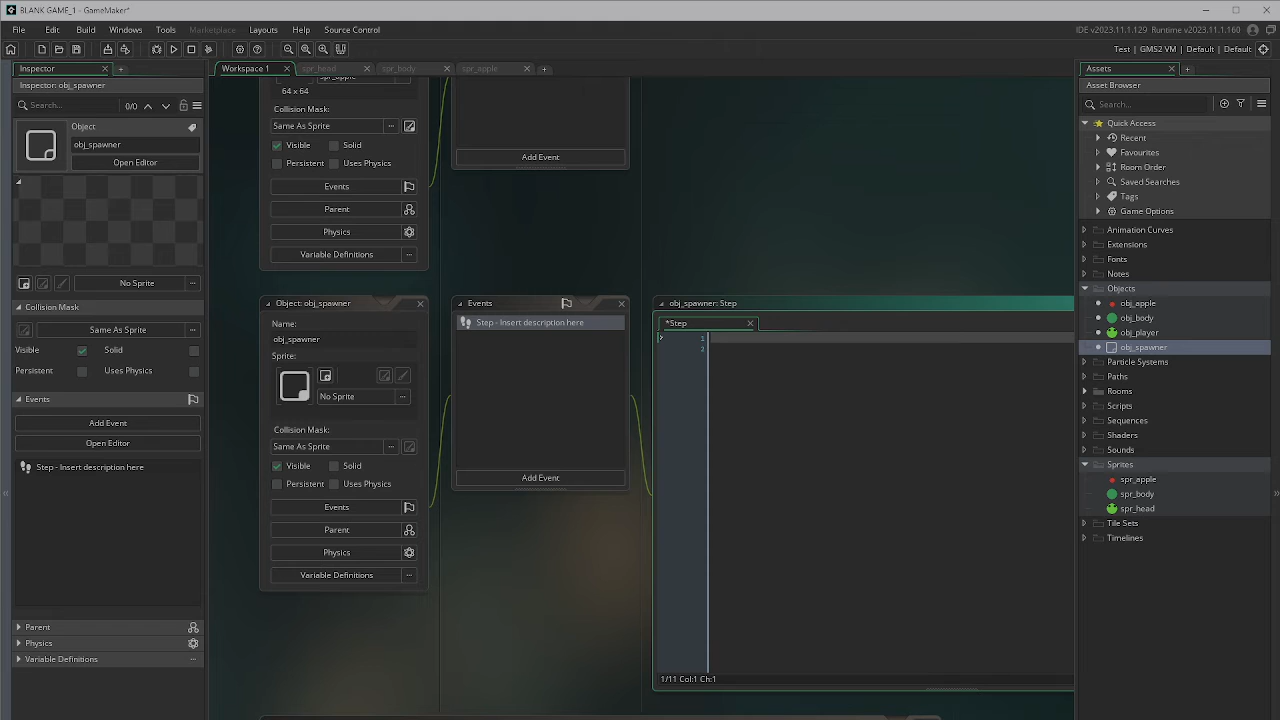 BLANK GAME_1 - GameMaker*
File Edit Build Windows Tools Marketplace Layouts Help Source Control
IDE v2023.11.1.129 Runtime v2023.11.1.160
Test | GMS2 VM | Default | Default
Inspector
Inspector: obj_spawner
Search...
0/0
Object
obj_spawner
Open Editor
No Sprite
...
Collision Mask
Same As Sprite
...
Visible
Solid
Persistent
Uses Physics
Events
Add Event
Open Editor
Step - Insert description here
Parent
Physics
Variable Definitions
...
Workspace 1
spr_head
spr_body
spr_apple
spr_apple
64 x 64
Collision Mask:
Same As Sprite
...
Visible
Solid
Persistent
Uses Physics
Events
Parent
Physics
Variable Definitions
...
Add Event
Object: obj_spawner
Name:
obj_spawner
Sprite:
No Sprite
...
Collision Mask:
Same As Sprite
...
Visible
Solid
Persistent
Uses Physics
Events
Parent
Physics
Variable Definitions
...
Events
Step - Insert description here
Add Event
obj_spawner: Step
*Step
1
2
1/11 Col:1 Ch:1
Assets
Asset Browser
Search...
Quick Access
Recent
Favourites
Room Order
Saved Searches
Tags
Game Options
Animation Curves
Extensions
Fonts
Notes
Objects
obj_apple
obj_body
obj_player
obj_spawner
Particle Systems
Paths
Rooms
Scripts
Sequences
Shaders
Sounds
Sprites
spr_apple
spr_body
spr_head
Tile Sets
Timelines